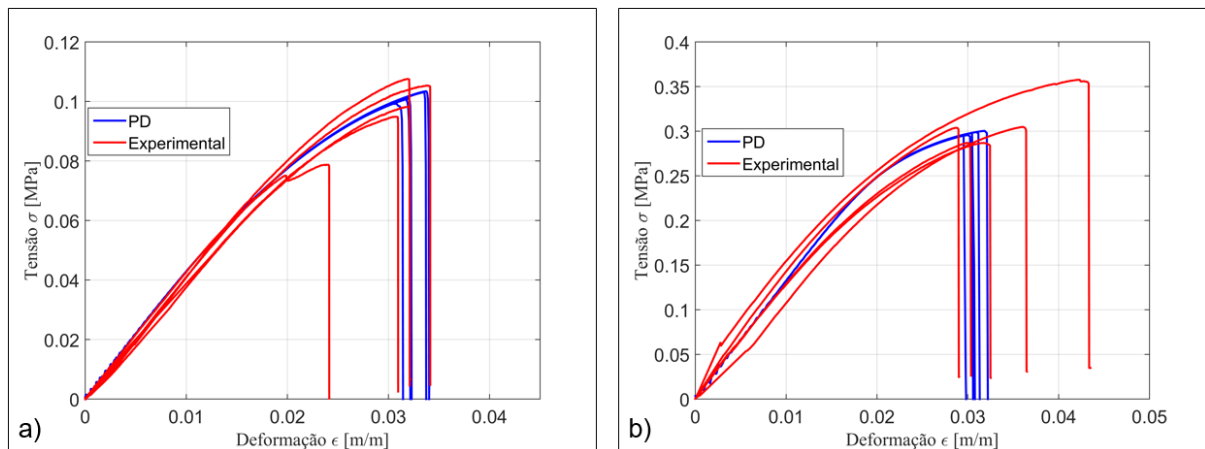 0.12
0.1
0.08
0.06
0.04
0.02
0
Tensão σ [MPa]
PD
Experimental
0 0.01 0.02 0.03 0.04
Deformação ϵ [m/m]
a)
0.4
0.35
0.3
0.25
0.2
0.15
0.1
0.05
0
Tensão σ [MPa]
PD
Experimental
0 0.01 0.02 0.03 0.04 0.05
Deformação ϵ [m/m]
b)